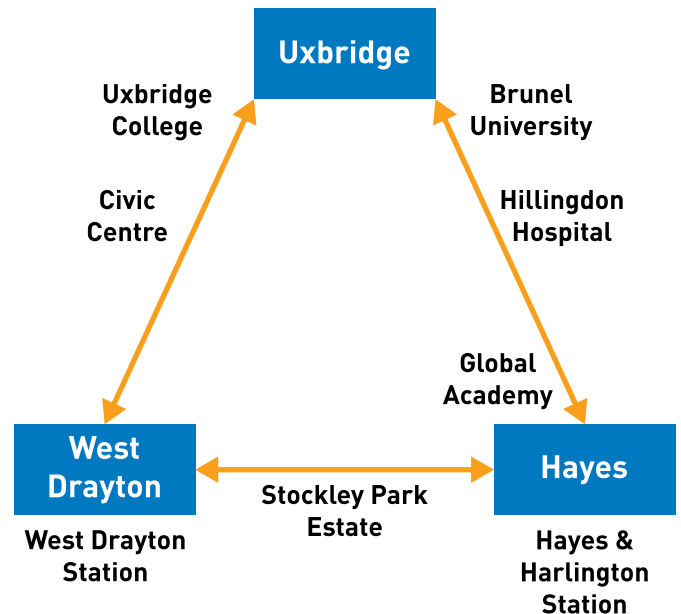 Uxbridge
Uxbridge
College
Brunel
University
Civic
Centre
Hillingdon
Hospital
Global
Academy
West
Drayton
Hayes
Stockley Park
Estate
West Drayton
Station
Hayes &
Harlington
Station